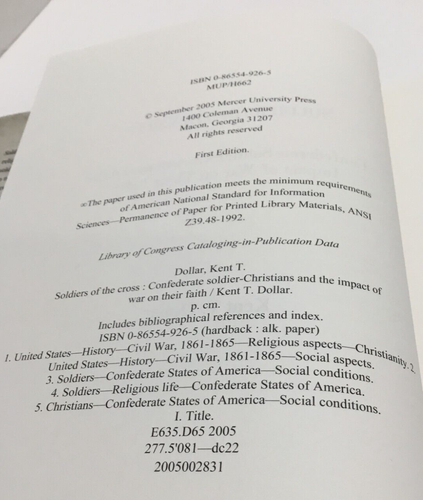 ISBN 0-86554-926-5
MUP/H662
© September 2005 Mercer University Press
1400 Coleman Avenue
Macon, Georgia 31207
All rights reserved
First Edition.
∞The paper used in this publication meets the minimum requirements
of American National Standard for Information
Sciences—Permanence of Paper for Printed Library Materials, ANSI
Z39.48-1992.
Library of Congress Cataloging-in-Publication Data
Dollar, Kent T.
Soldiers of the cross : Confederate soldier-Christians and the impact of
war on their faith / Kent T. Dollar.
p. cm.
Includes bibliographical references and index.
ISBN 0-86554-926-5 (hardback : alk. paper)
1. United States—History—Civil War, 1861-1865—Religious aspects—Christianity. 2
United States—History—Civil War, 1861-1865—Social aspects.
3. Soldiers—Confederate States of America—Social conditions.
4. Soldiers—Religious life—Confederate States of America.
5. Christians—Confederate States of America—Social conditions.
I. Title.
E635.D65 2005
277.5'081—dc22
2005002831